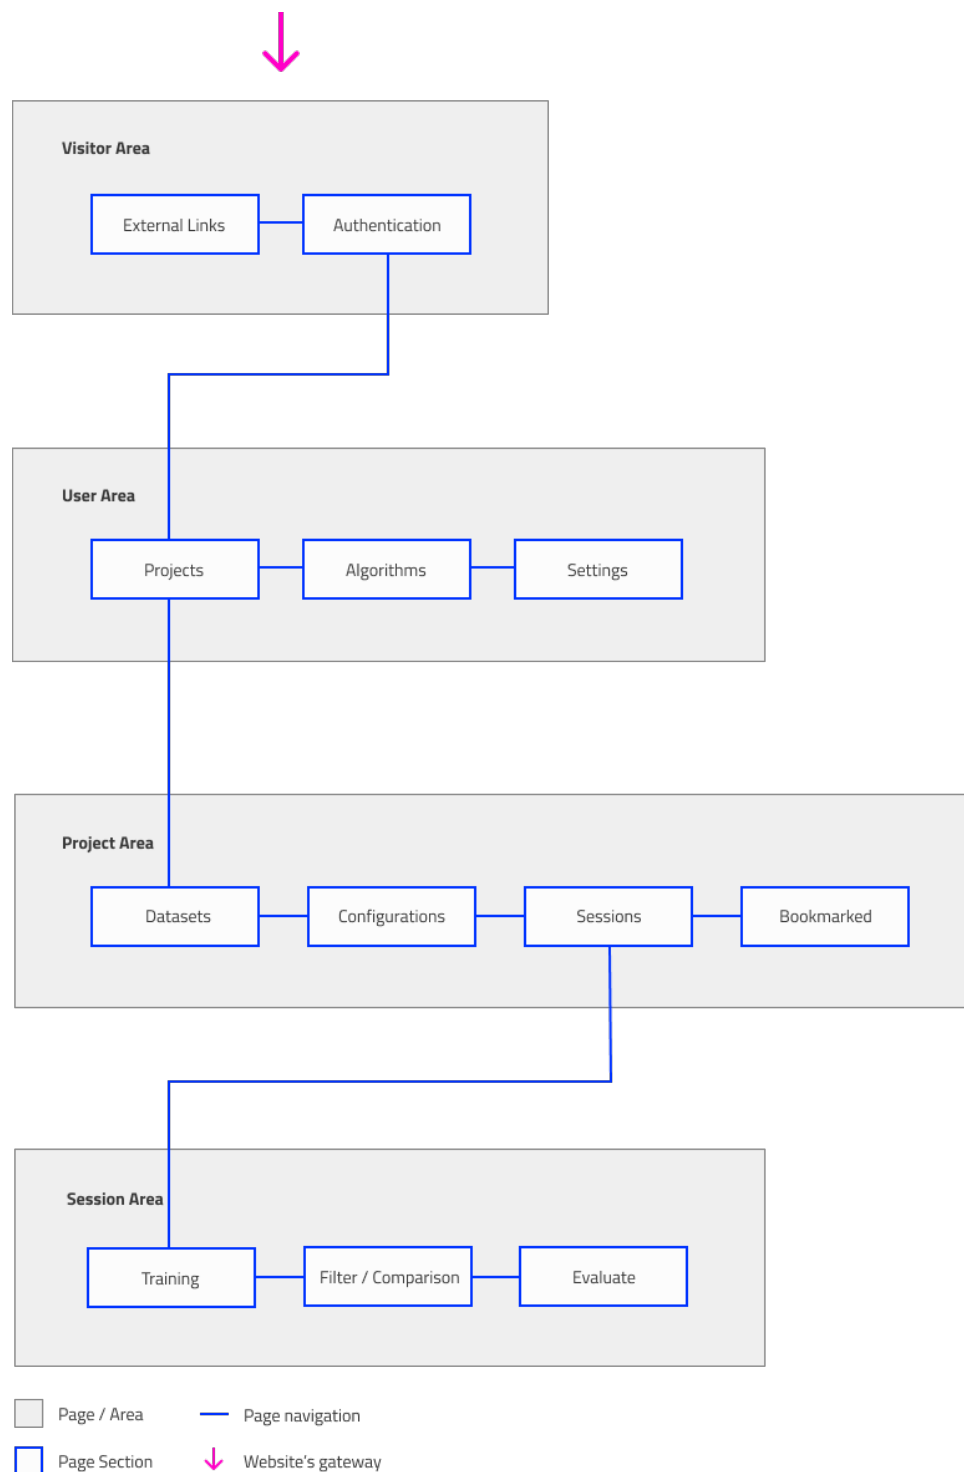 Visitor Area
External Links
Authentication
User Area
Projects
Algorithms
Settings
Project Area
Datasets
Configurations
Sessions
Bookmarked
Session Area
Training
Filter / Comparison
Evaluate
Page / Area
Page navigation
Page Section
Website's gateway